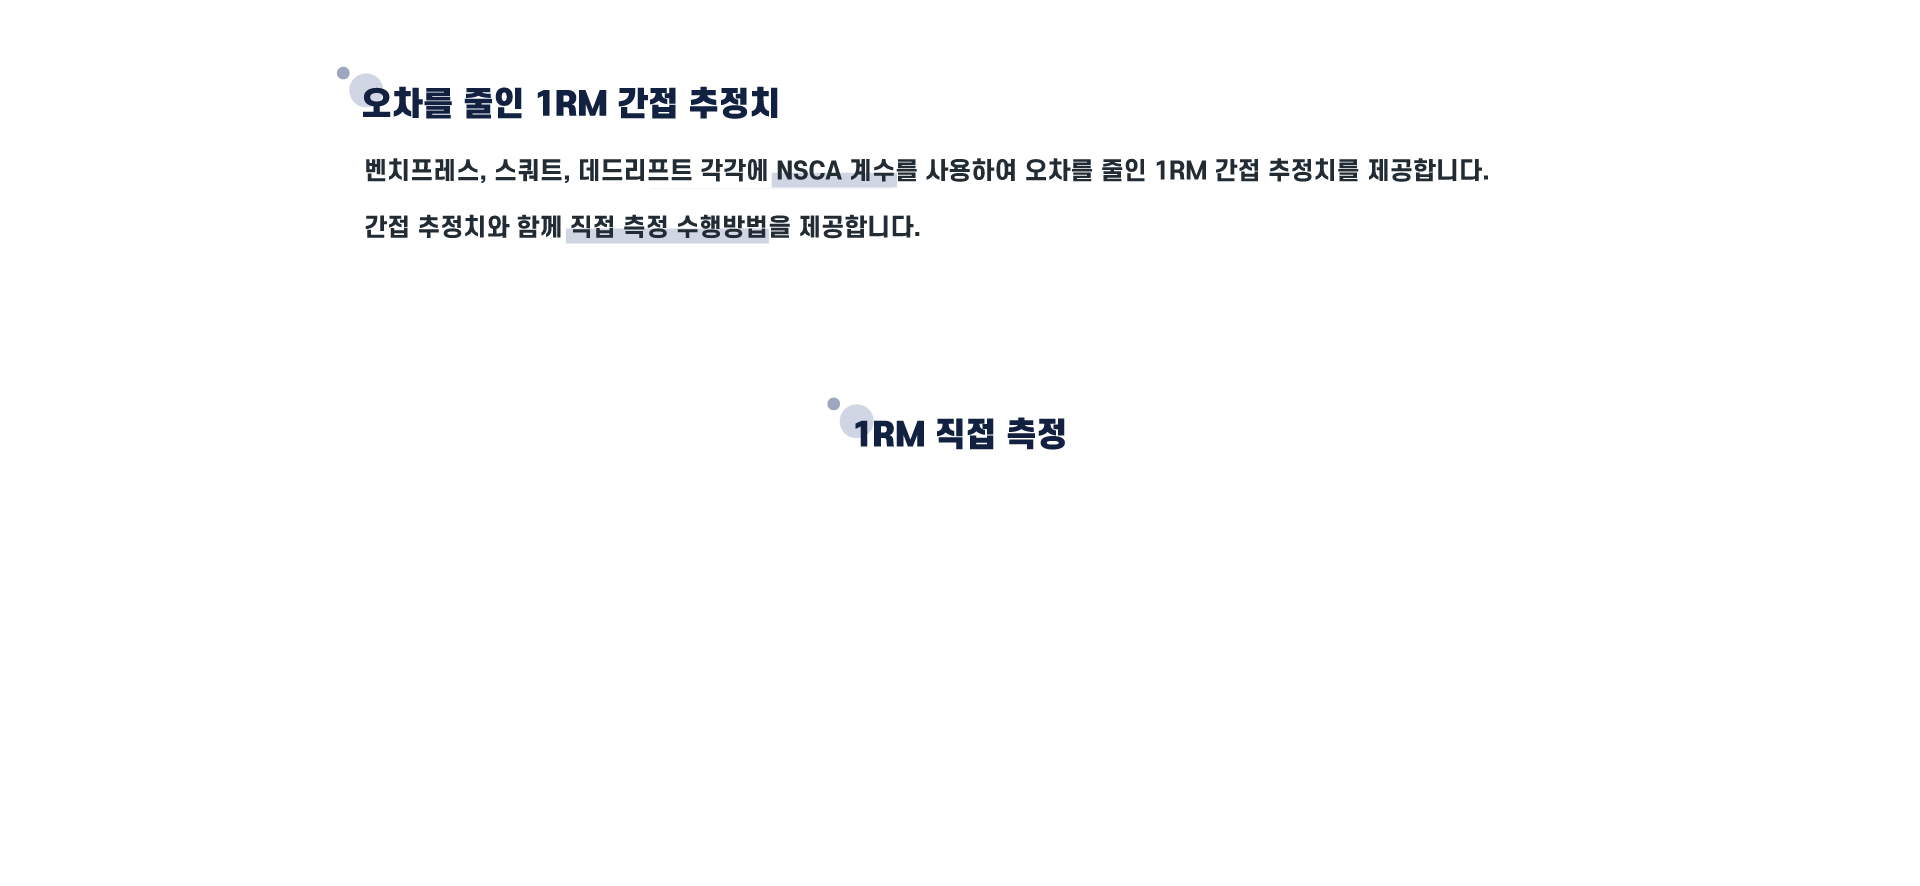 오차를 줄인 1RM 간접 추정치
벤치프레스, 스쿼트, 데드리프트 각각에 NSCA 계수를 사용하여 오차를 줄인 1RM 간접 추정치를 제공합니다.
간접 추정치와 함께 직접 측정 수행방법을 제공합니다.
1RM 직접 측정